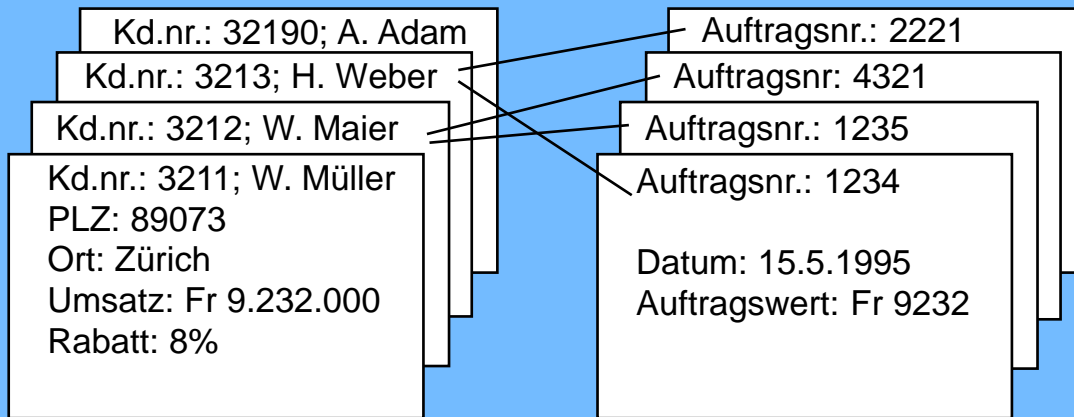 Kd.nr.: 32190; A. Adam
Kd.nr.: 3213; H. Weber
Kd.nr.: 3212; W. Maier
Kd.nr.: 3211; W. Müller
PLZ: 89073
Ort: Zürich
Umsatz: Fr 9.232.000
Rabatt: 8%
Auftragsnr.: 2221
Auftragsnr: 4321
Auftragsnr.: 1235
Auftragsnr.: 1234
Datum: 15.5.1995
Auftragswert: Fr 9232